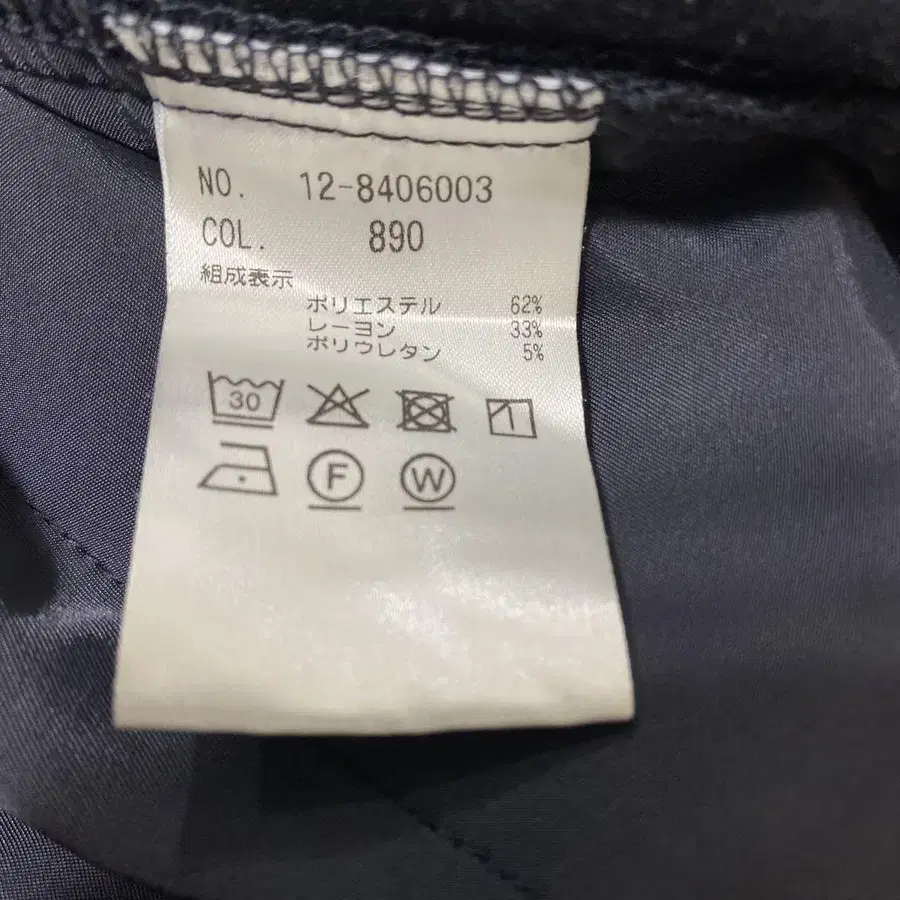 NO. 12-8406003
COL. 890
組成表示
ポリエステル 62%
レーヨン 33%
ポリウレタン 5%
30
F W